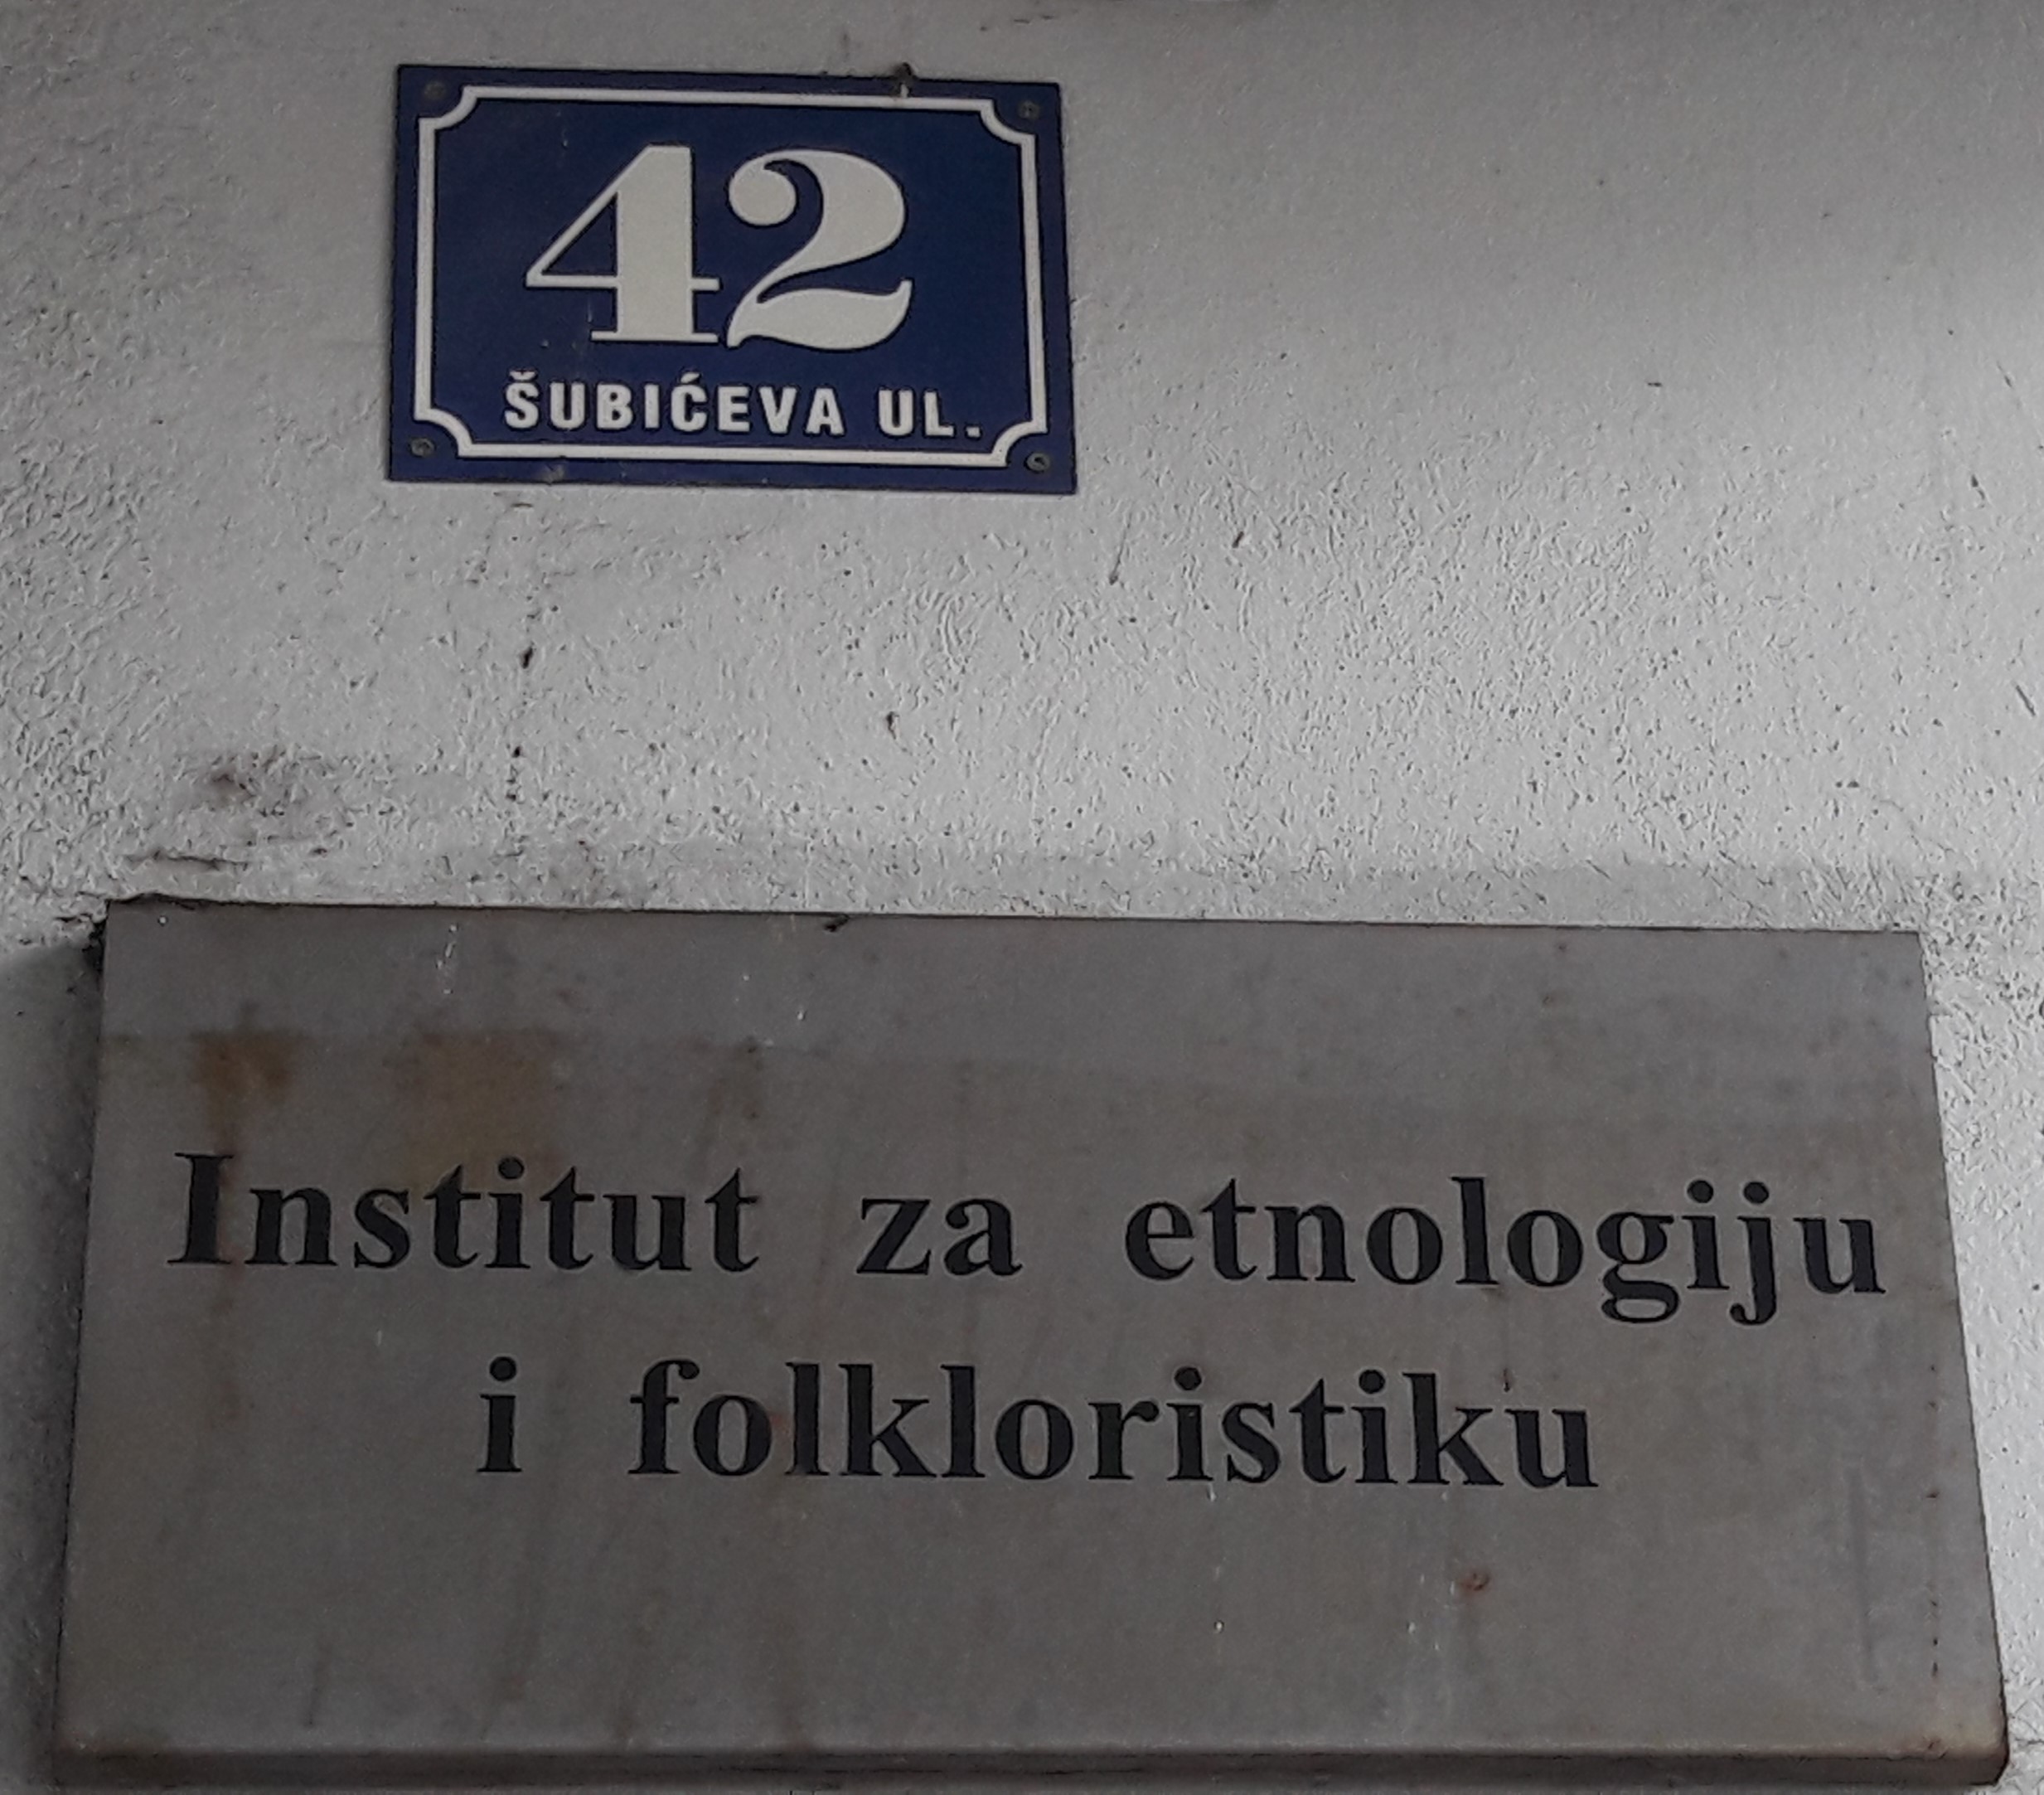 42
ŠUBIĆEVA UL.
Institut za etnologiju
i folkloristiku